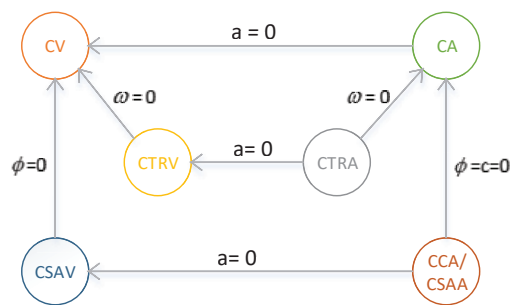 a = 0
CV
CA
ω=0
ω=0
a= 0
CTRV
CTRA
ϕ=0
ϕ=c=0
a= 0
CSAV
CCA/
CSAA